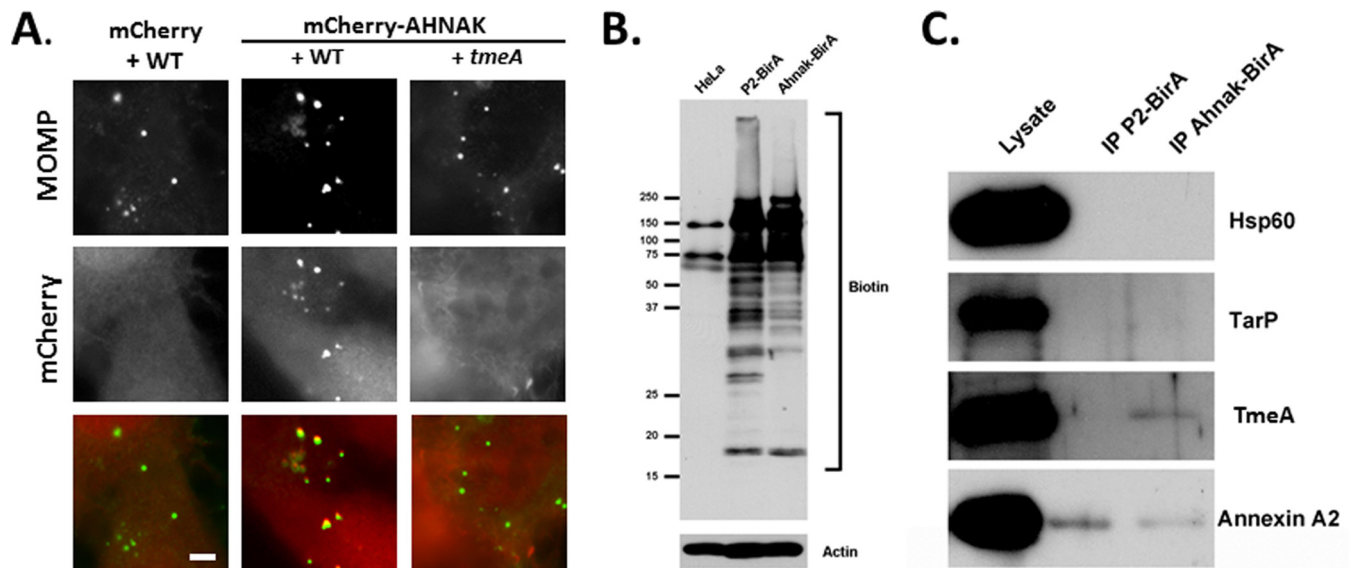 A.
mCherry
+ WT
mCherry-AHNAK
+ WT
+ tmeA
MOMP
mCherry
B.
HeLa
P2-BirA
Ahnak-BirA
250
150
100
75
50
37
25
20
15
Biotin
Actin
C.
Lysate
IP P2-BirA
IP Ahnak-BirA
Hsp60
TarP
TmeA
Annexin A2